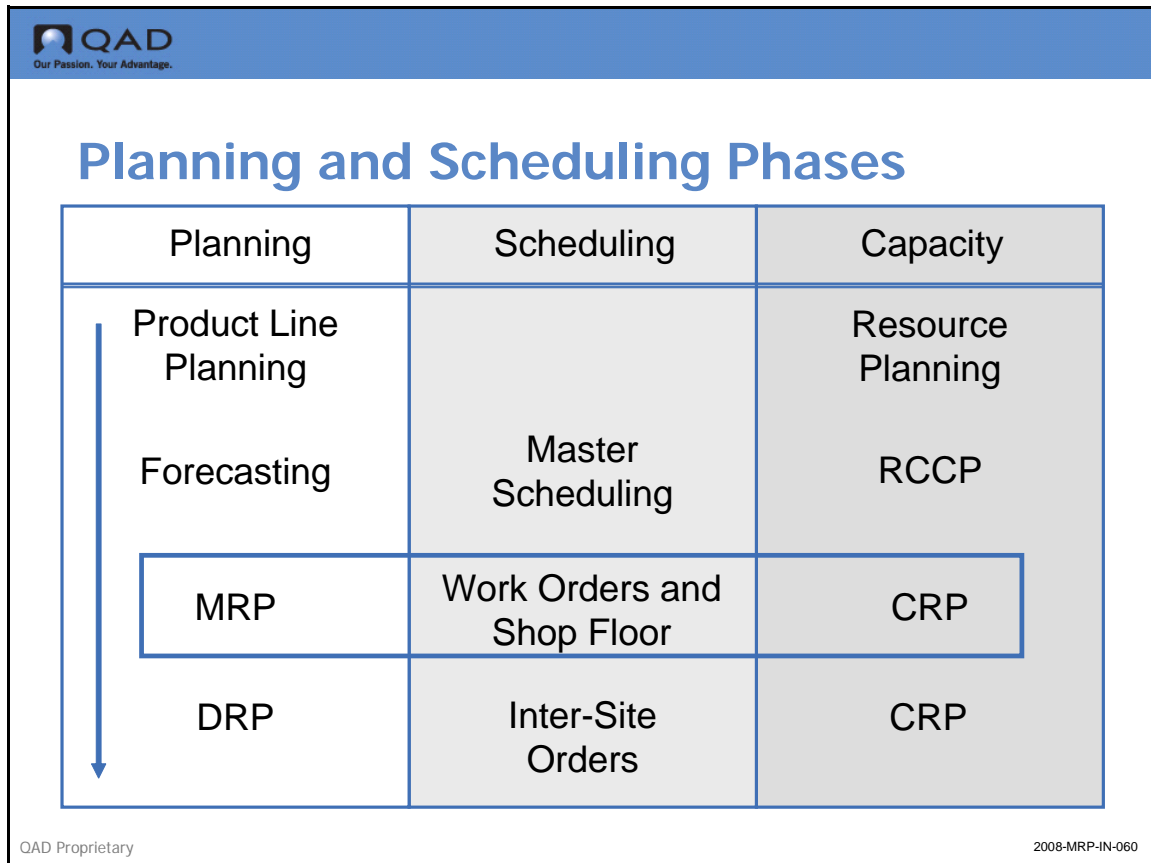 QAD
Our Passion. Your Advantage.
Planning and Scheduling Phases
Planning
Scheduling
Capacity
Product Line
Planning
Resource
Planning
Forecasting
Master
Scheduling
RCCP
MRP
Work Orders and
Shop Floor
CRP
DRP
Inter-Site
Orders
CRP
QAD Proprietary
2008-MRP-IN-060